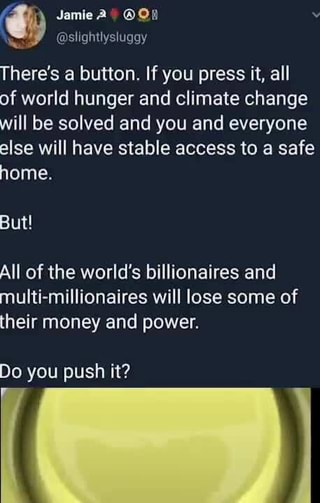 Jamie
@slightlysluggy
There's a button. If you press it, all
of world hunger and climate change
will be solved and you and everyone
else will have stable access to a safe
home.
But!
All of the world's billionaires and
multi-millionaires will lose some of
their money and power.
Do you push it?